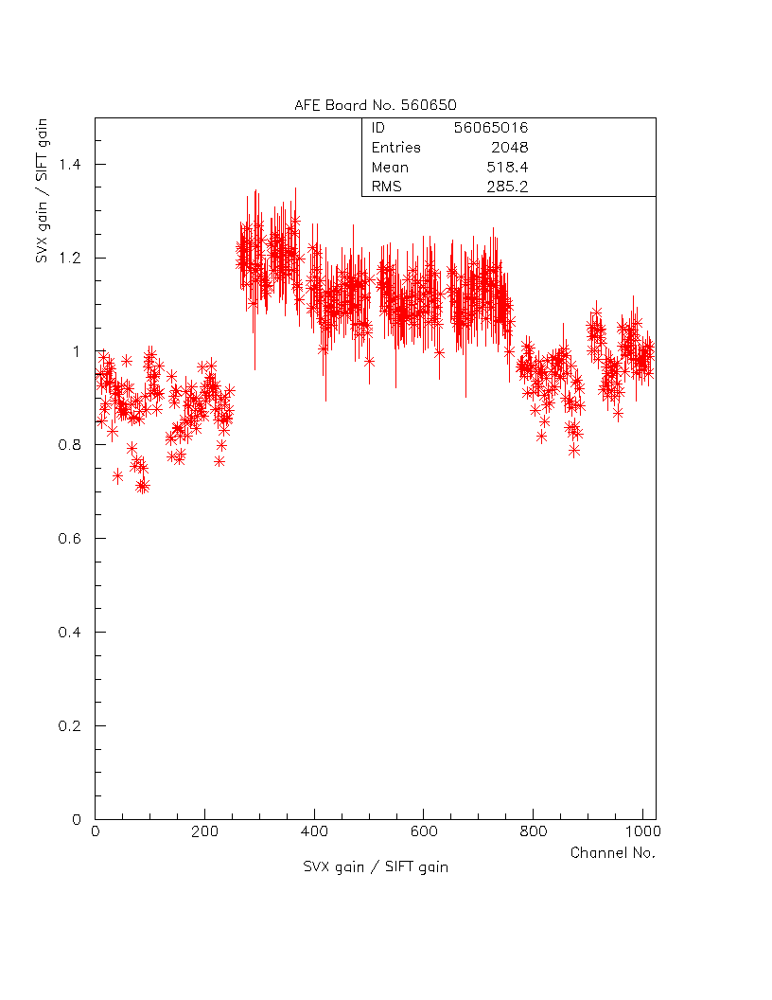 AFE Board No. 560650
ID 56065016
Entries 2048
Mean 518.4
RMS 285.2
SVX gain / SIFT gain
1.4
1.2
1
0.8
0.6
0.4
0.2
0
0 200 400 600 800 1000
Channel No.
SVX gain / SIFT gain